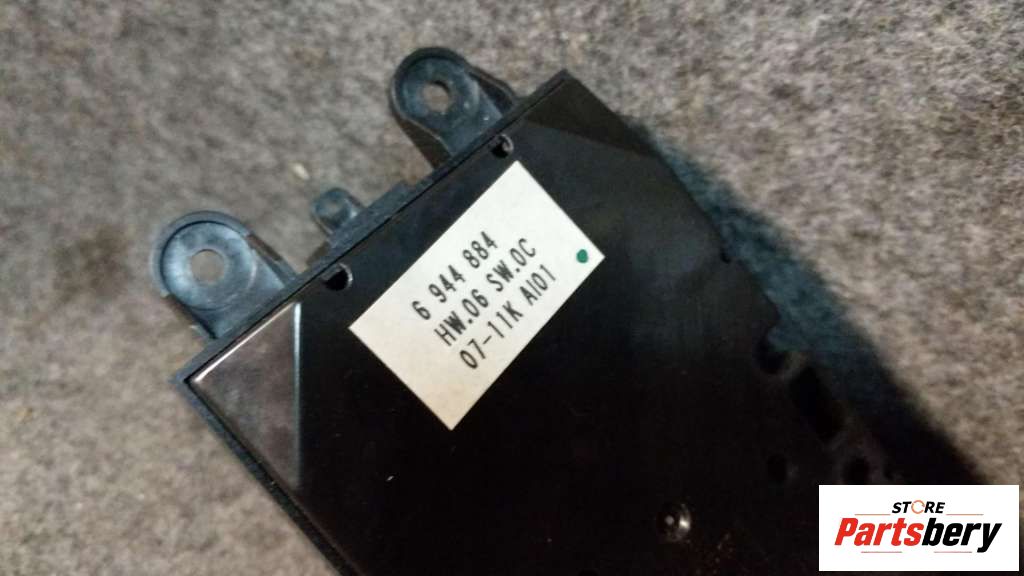 6 944 884
HW.06 SW.0C
07-11K AI01
STORE
Partsbery